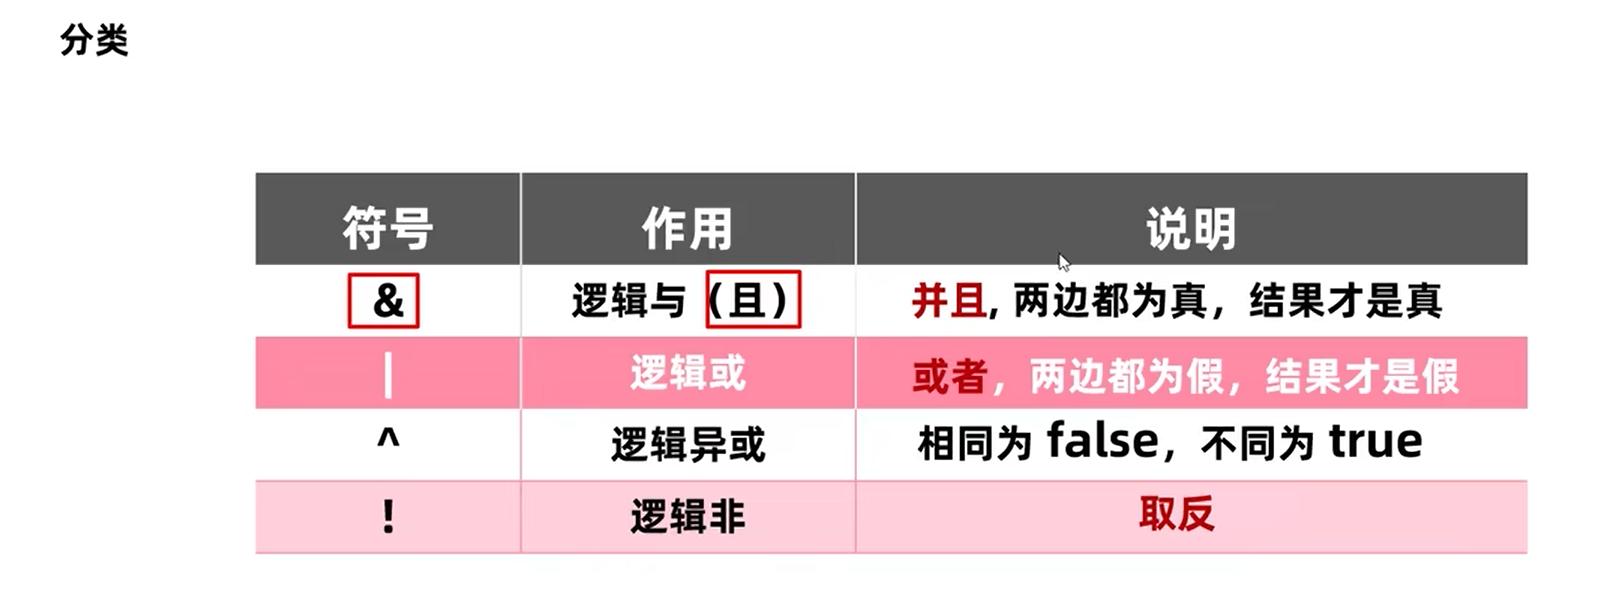 分类
符号 作用 说明
& 逻辑与（且） 并且, 两边都为真，结果才是真
| 逻辑或 或者，两边都为假，结果才是假
^ 逻辑异或 相同为 false，不同为 true
! 逻辑非 取反